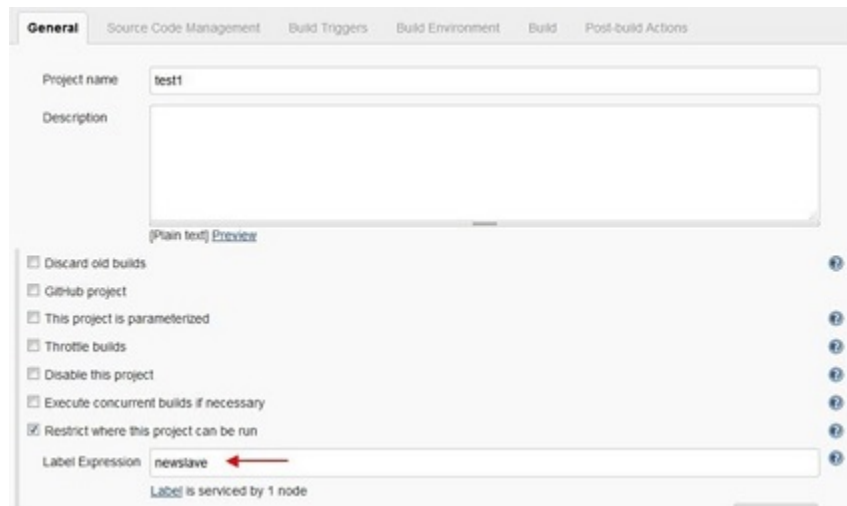 General Source Code Management Build Triggers Build Environment Build Post-build Actions
Project name test1
Description
[Plain text] Preview
Discard old builds
GitHub project
This project is parameterized
Throttle builds
Disable this project
Execute concurrent builds if necessary
Restrict where this project can be run
Label Expression newslave
Label is serviced by 1 node